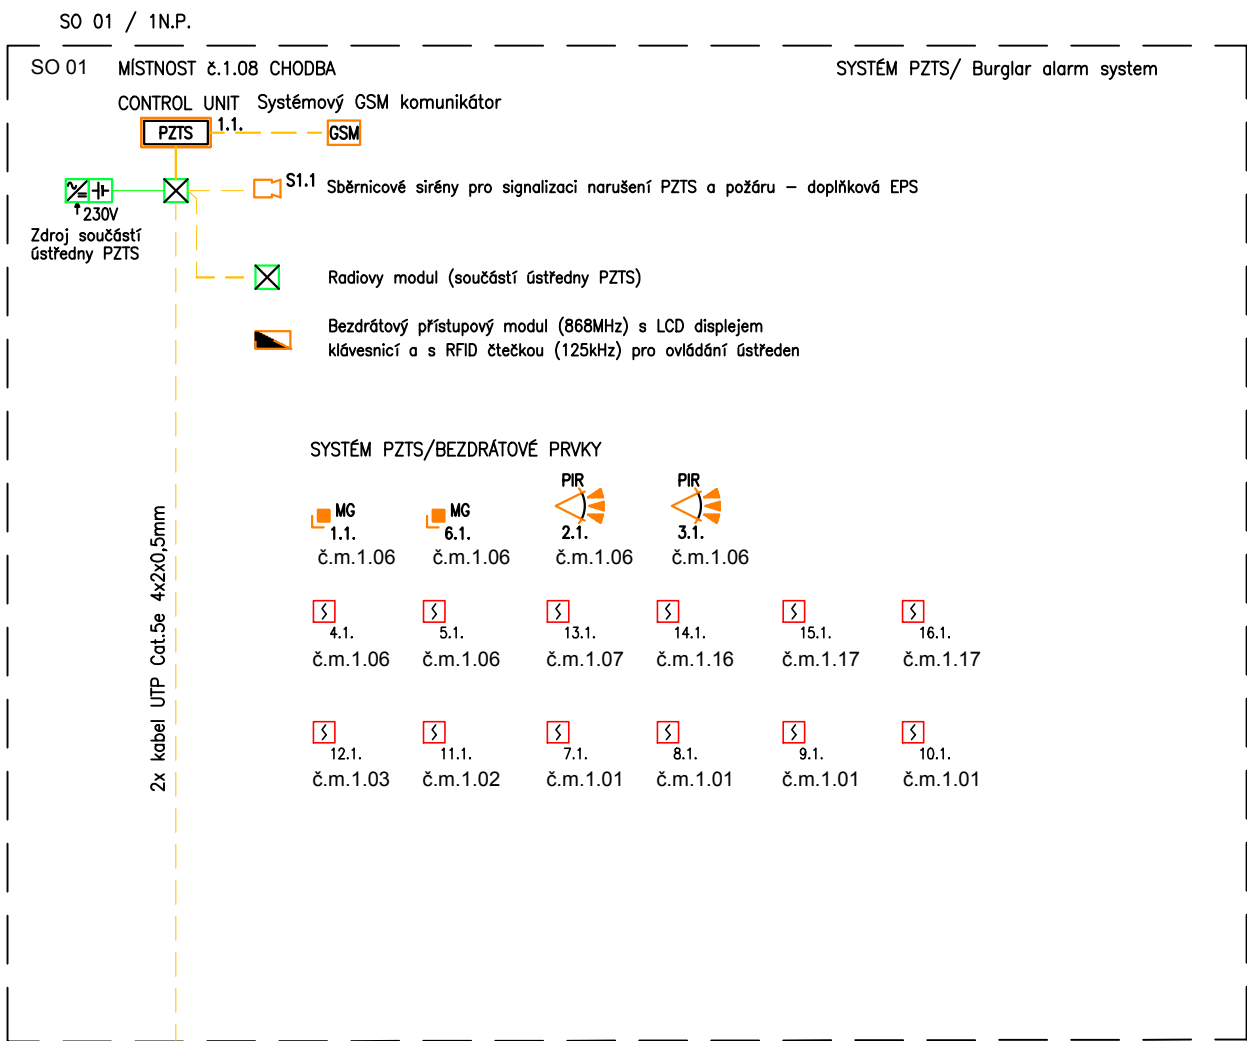 SO 01 / 1N.P.
SO 01 MÍSTNOST č.1.08 CHODBA
SYSTÉM PZTS/ Burglar alarm system
CONTROL UNIT Systémový GSM komunikátor
PZTS 1.1. GSM
S1.1 Sběrnicové sirény pro signalizaci narušení PZTS a požáru – doplňková EPS
230V
Zdroj součástí
ústředny PZTS
Radiovy modul (součástí ústředny PZTS)
Bezdrátový přístupový modul (868MHz) s LCD displejem
klávesnicí a s RFID čtečkou (125kHz) pro ovládání ústředen
SYSTÉM PZTS/BEZDRÁTOVÉ PRVKY
MG MG PIR PIR
1.1. 6.1. 2.1. 3.1.
č.m.1.06 č.m.1.06 č.m.1.06 č.m.1.06
4.1. 5.1. 13.1. 14.1. 15.1. 16.1.
č.m.1.06 č.m.1.06 č.m.1.07 č.m.1.16 č.m.1.17 č.m.1.17
12.1. 11.1. 7.1. 8.1. 9.1. 10.1.
č.m.1.03 č.m.1.02 č.m.1.01 č.m.1.01 č.m.1.01 č.m.1.01
2x kabel UTP Cat.5e 4x2x0,5mm